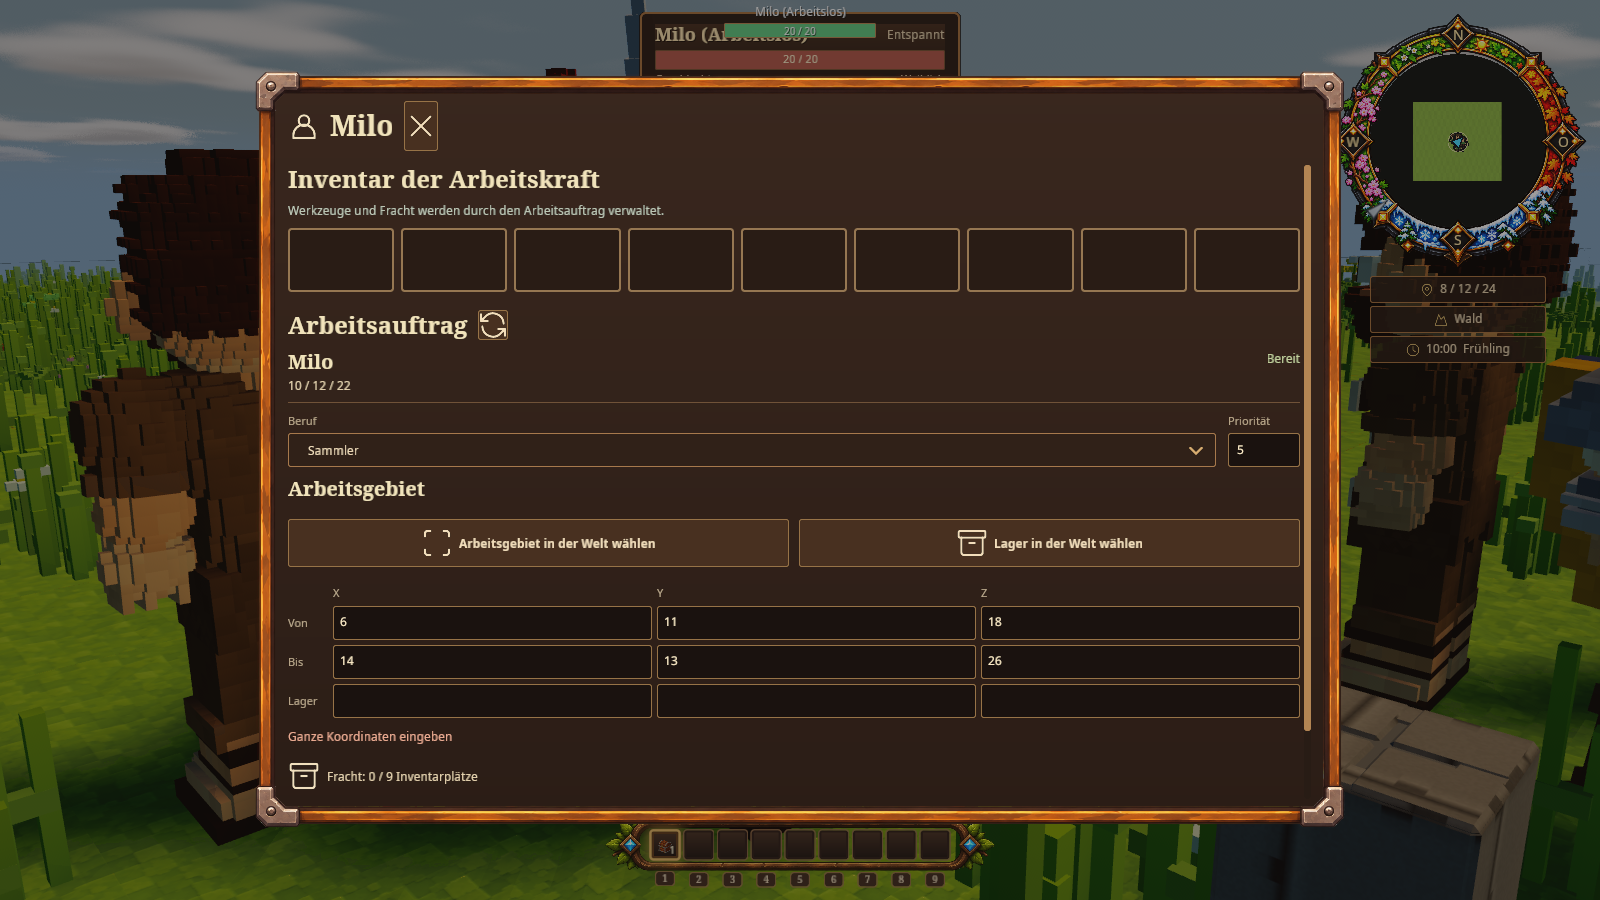 Milo (Arbeitslos)
20 / 20
Entspannt
20 / 20
N
W
O
S
8 / 12 / 24
Wald
10:00 Frühling
Milo
Inventar der Arbeitskraft
Werkzeuge und Fracht werden durch den Arbeitsauftrag verwaltet.
Arbeitsauftrag
Milo
Bereit
10 / 12 / 22
Beruf
Priorität
Sammler
5
Arbeitsgebiet
Arbeitsgebiet in der Welt wählen
Lager in der Welt wählen
X Y Z
Von 6 11 18
Bis 14 13 26
Lager
Ganze Koordinaten eingeben
Fracht: 0 / 9 Inventarplätze
1
1 2 3 4 5 6 7 8 9